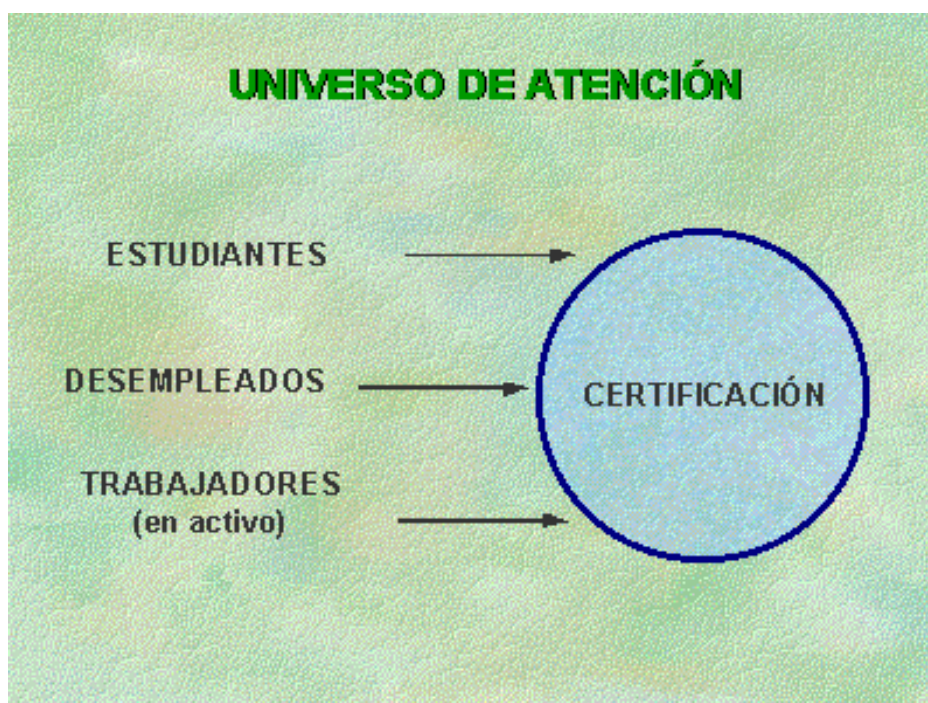 UNIVERSO DE ATENCIÓN
ESTUDIANTES
DESEMPLEADOS
CERTIFICACIÓN
TRABAJADORES
(en activo)